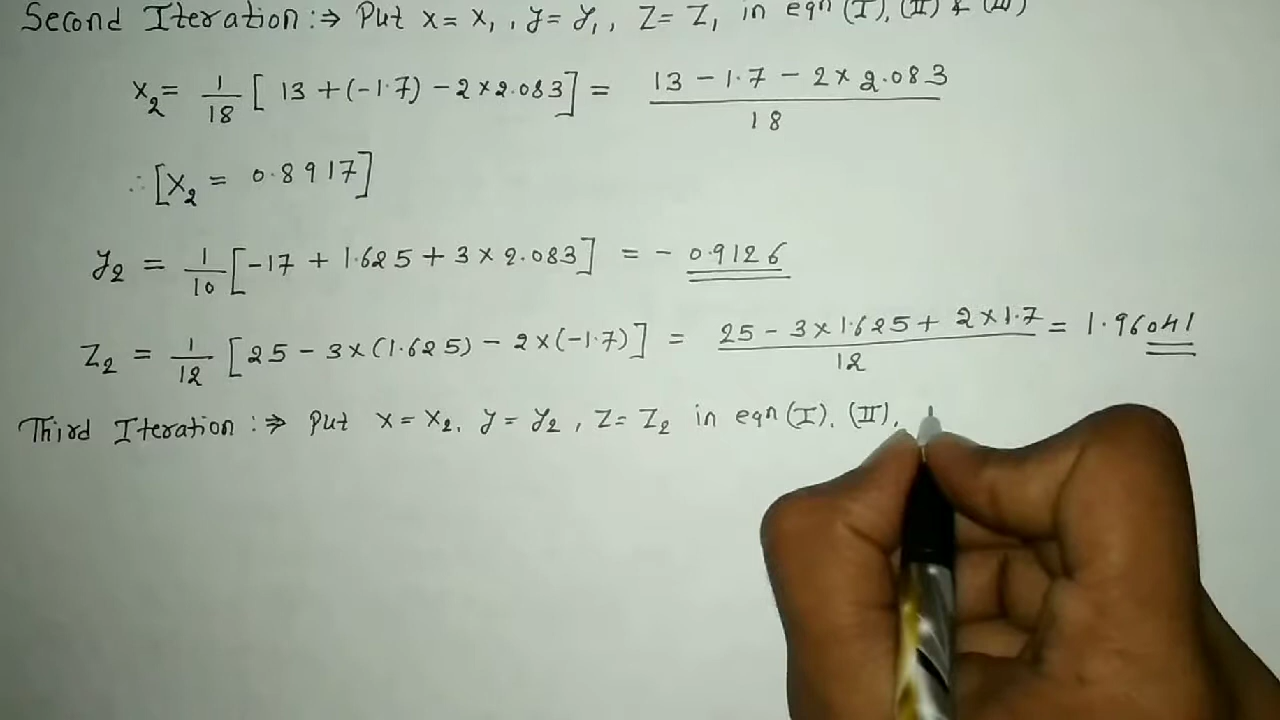 Second Iteration :⇒ Put x = x₁, y = y₁, z = z₁ in eqn (I), (II) & (III)
x₂ = 1/18 [ 13 + (-1.7) - 2×2.083 ] = (13 - 1.7 - 2×2.083)/18
∴ [x₂ = 0.8917]
y₂ = 1/10 [ -17 + 1.625 + 3×2.083 ] = - 0.9126
z₂ = 1/12 [ 25 - 3×(1.625) - 2×(-1.7) ] = (25 - 3×1.625 + 2×1.7)/12 = 1.96041
Third Iteration :⇒ Put x = x₂, y = y₂, z = z₂ in eqn (I), (II),